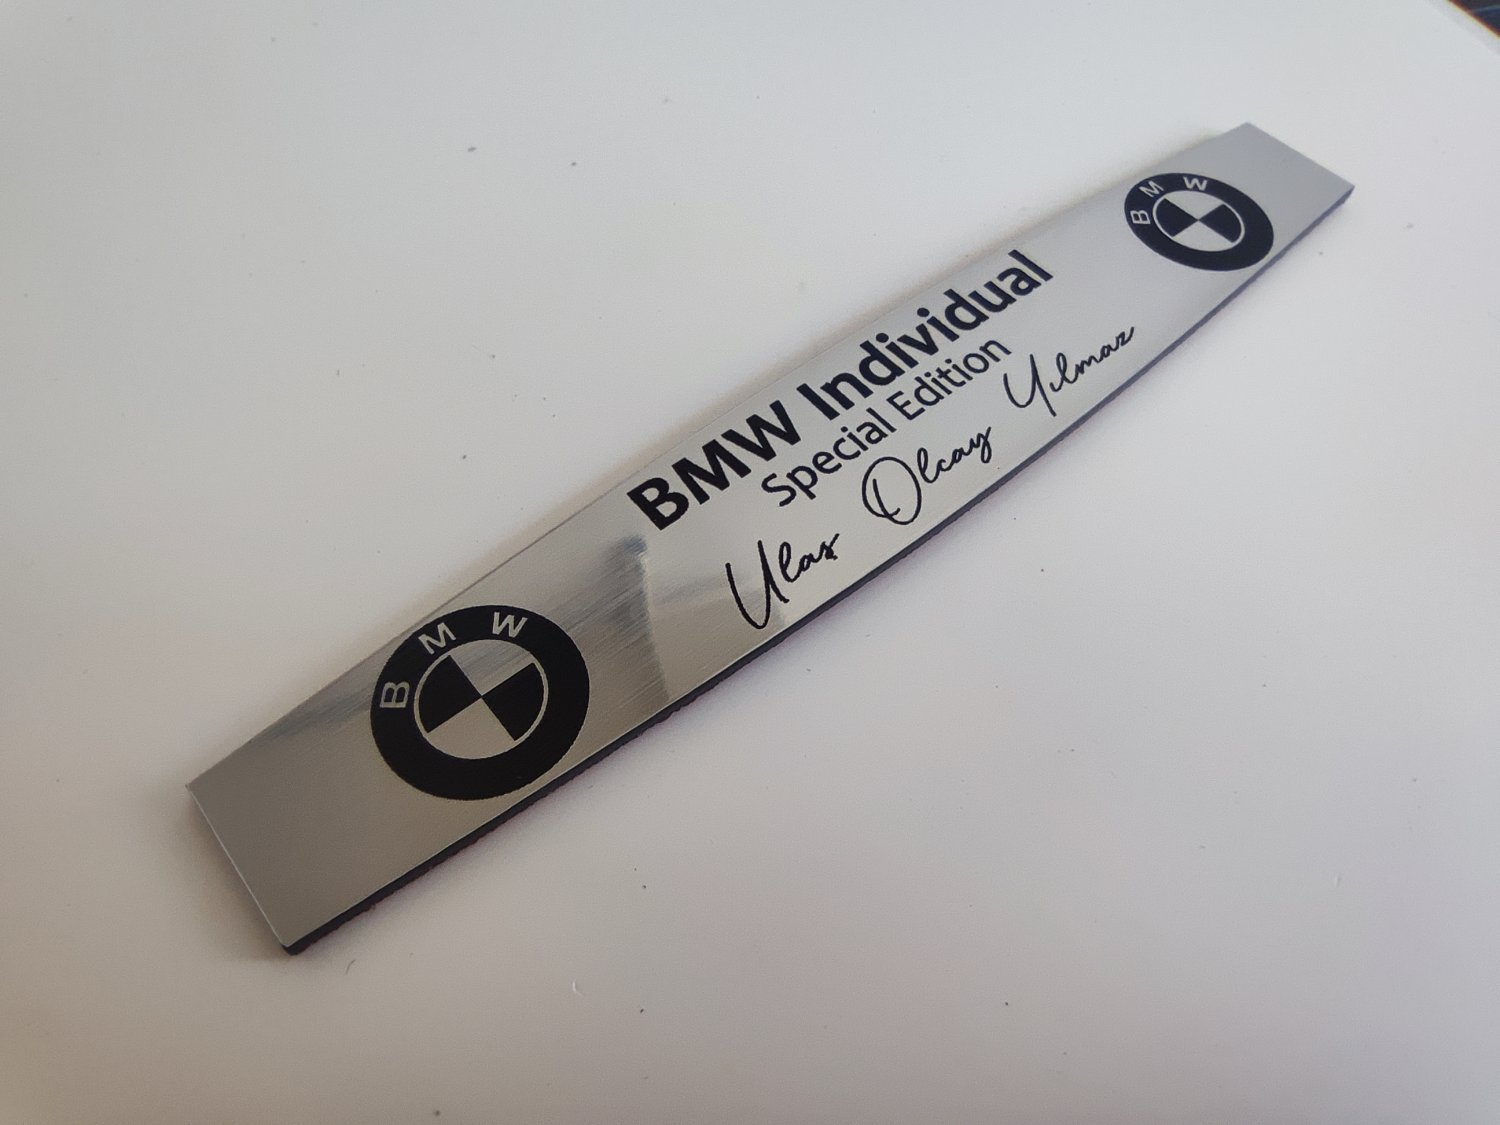 BMW
BMW Individual
Special Edition
Ulaş Olcay Yılmaz
BMW